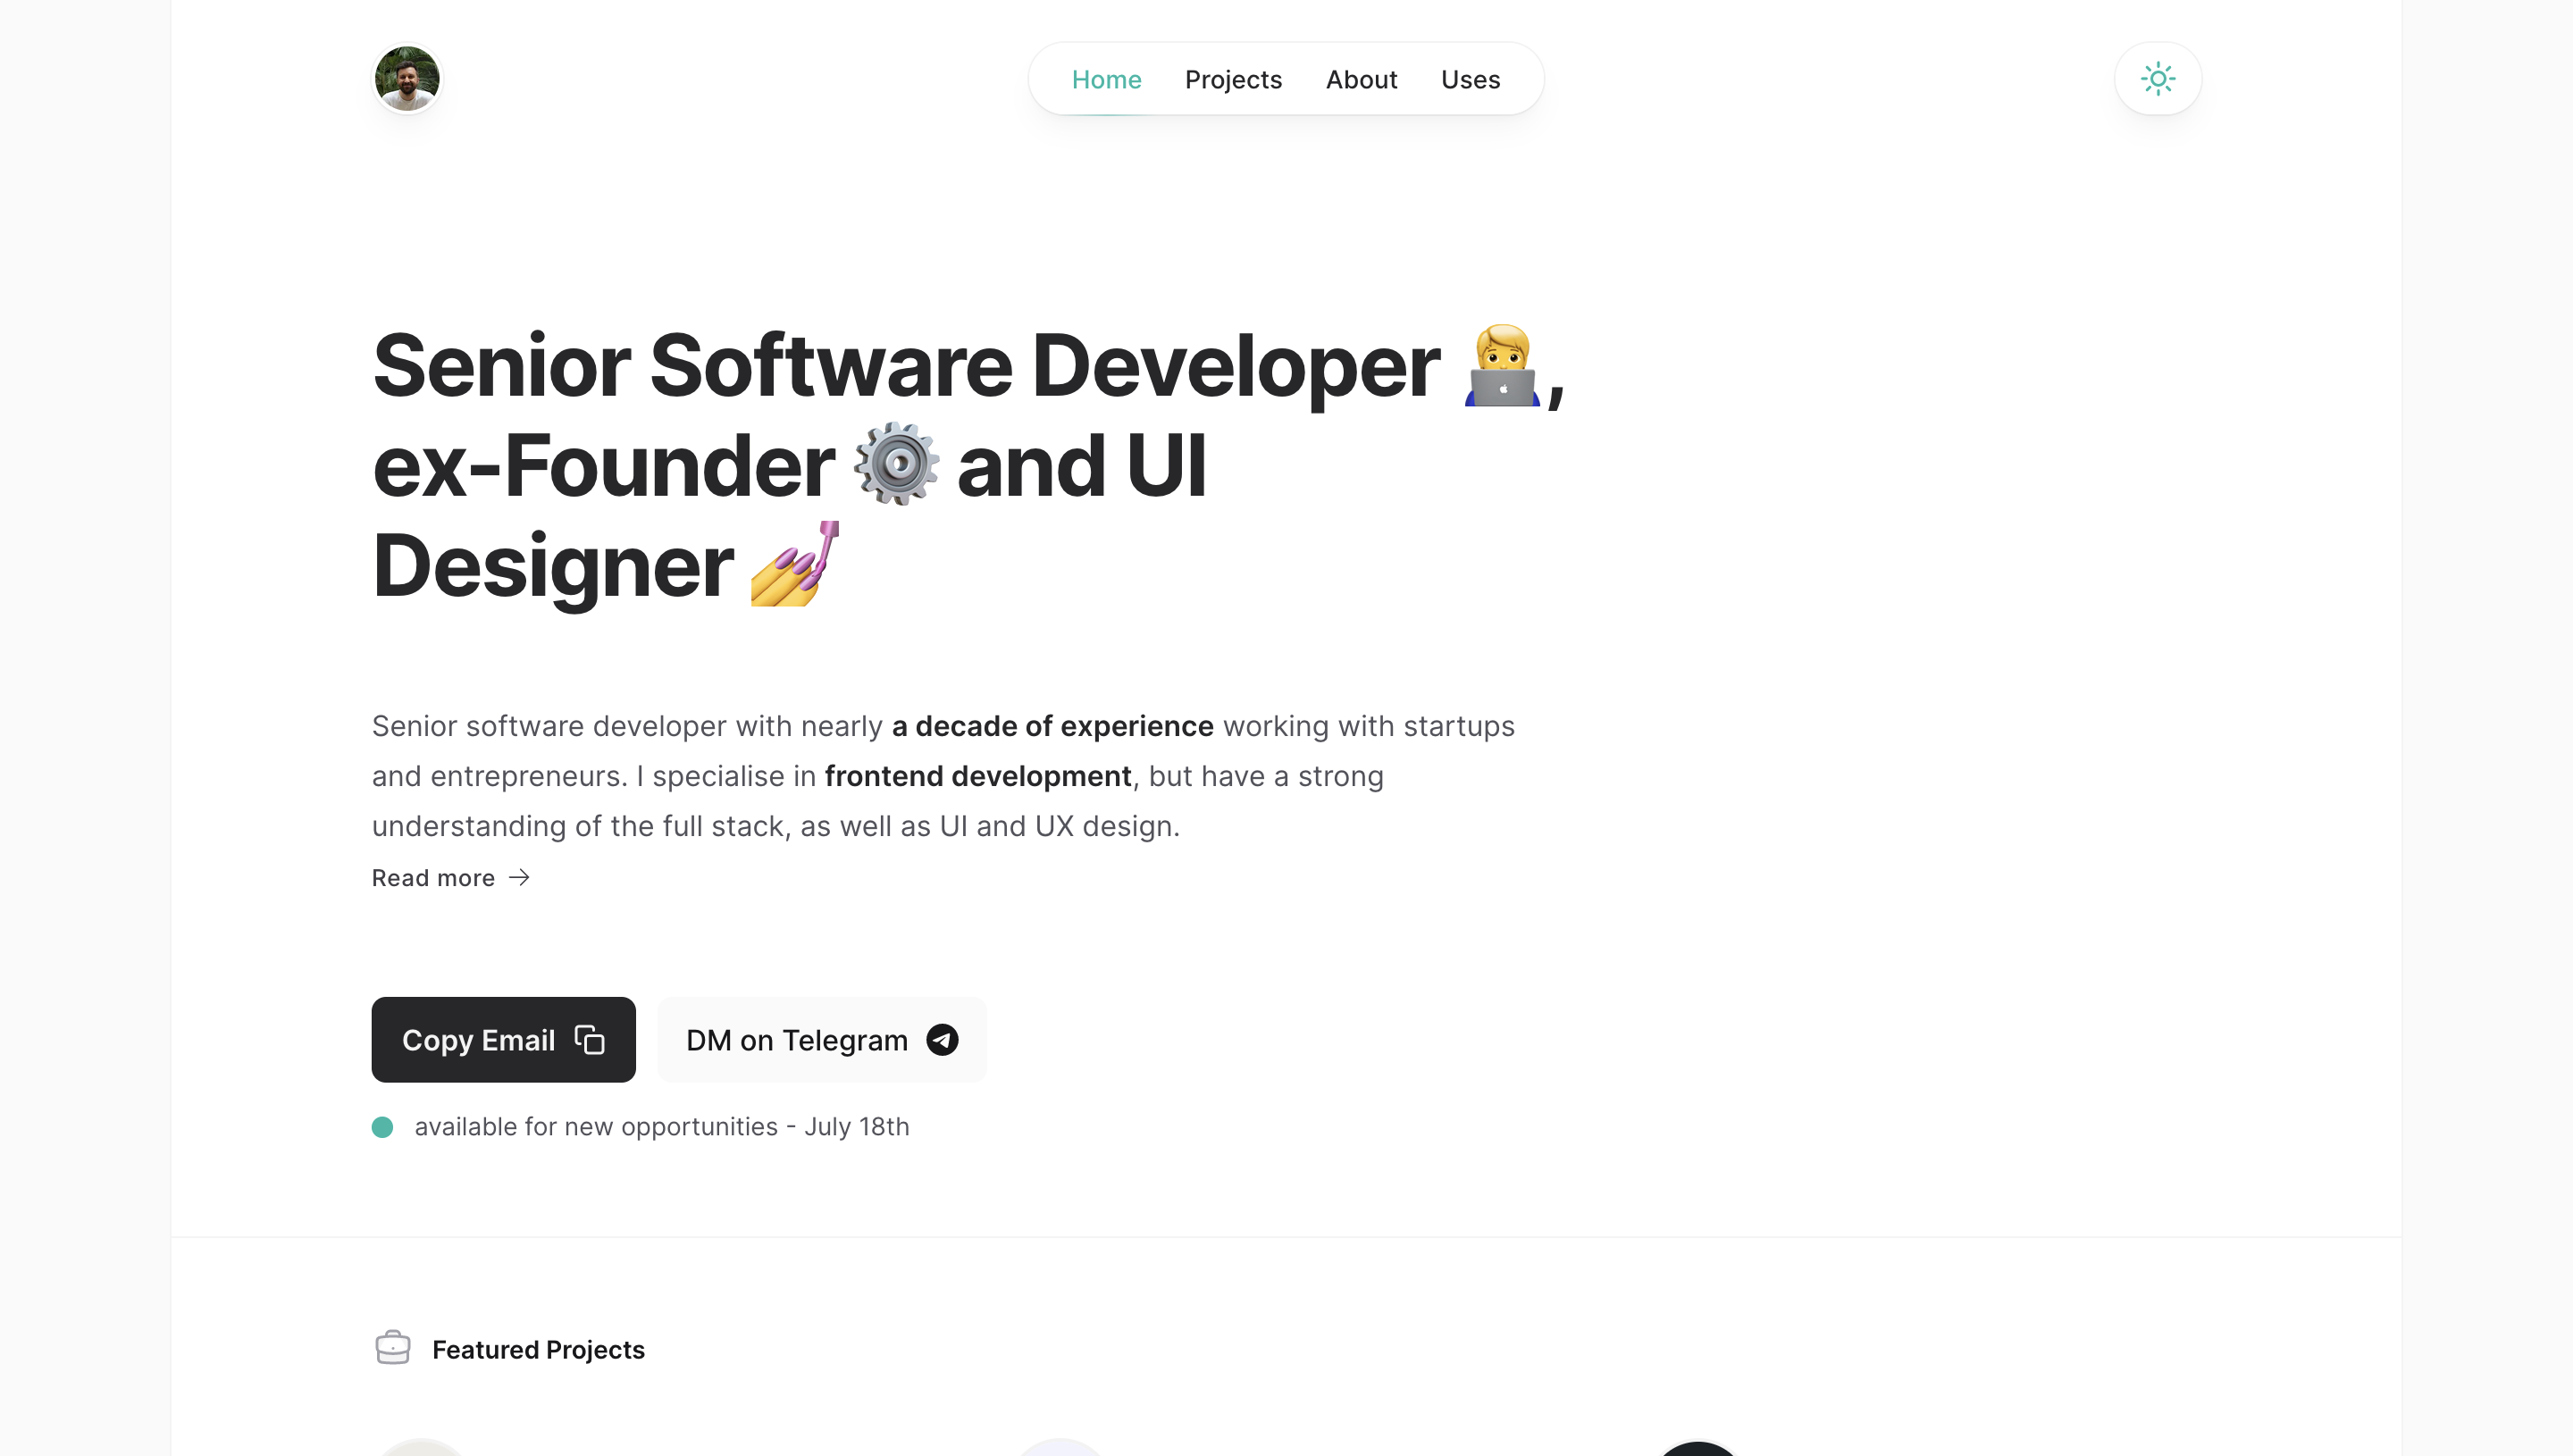 Home Projects About Uses
Senior Software Developer 🧑‍💻,
ex-Founder ⚙️ and UI
Designer 💅
Senior software developer with nearly a decade of experience working with startups
and entrepreneurs. I specialise in frontend development, but have a strong
understanding of the full stack, as well as UI and UX design.
Read more →
Copy Email
DM on Telegram
available for new opportunities - July 18th
Featured Projects